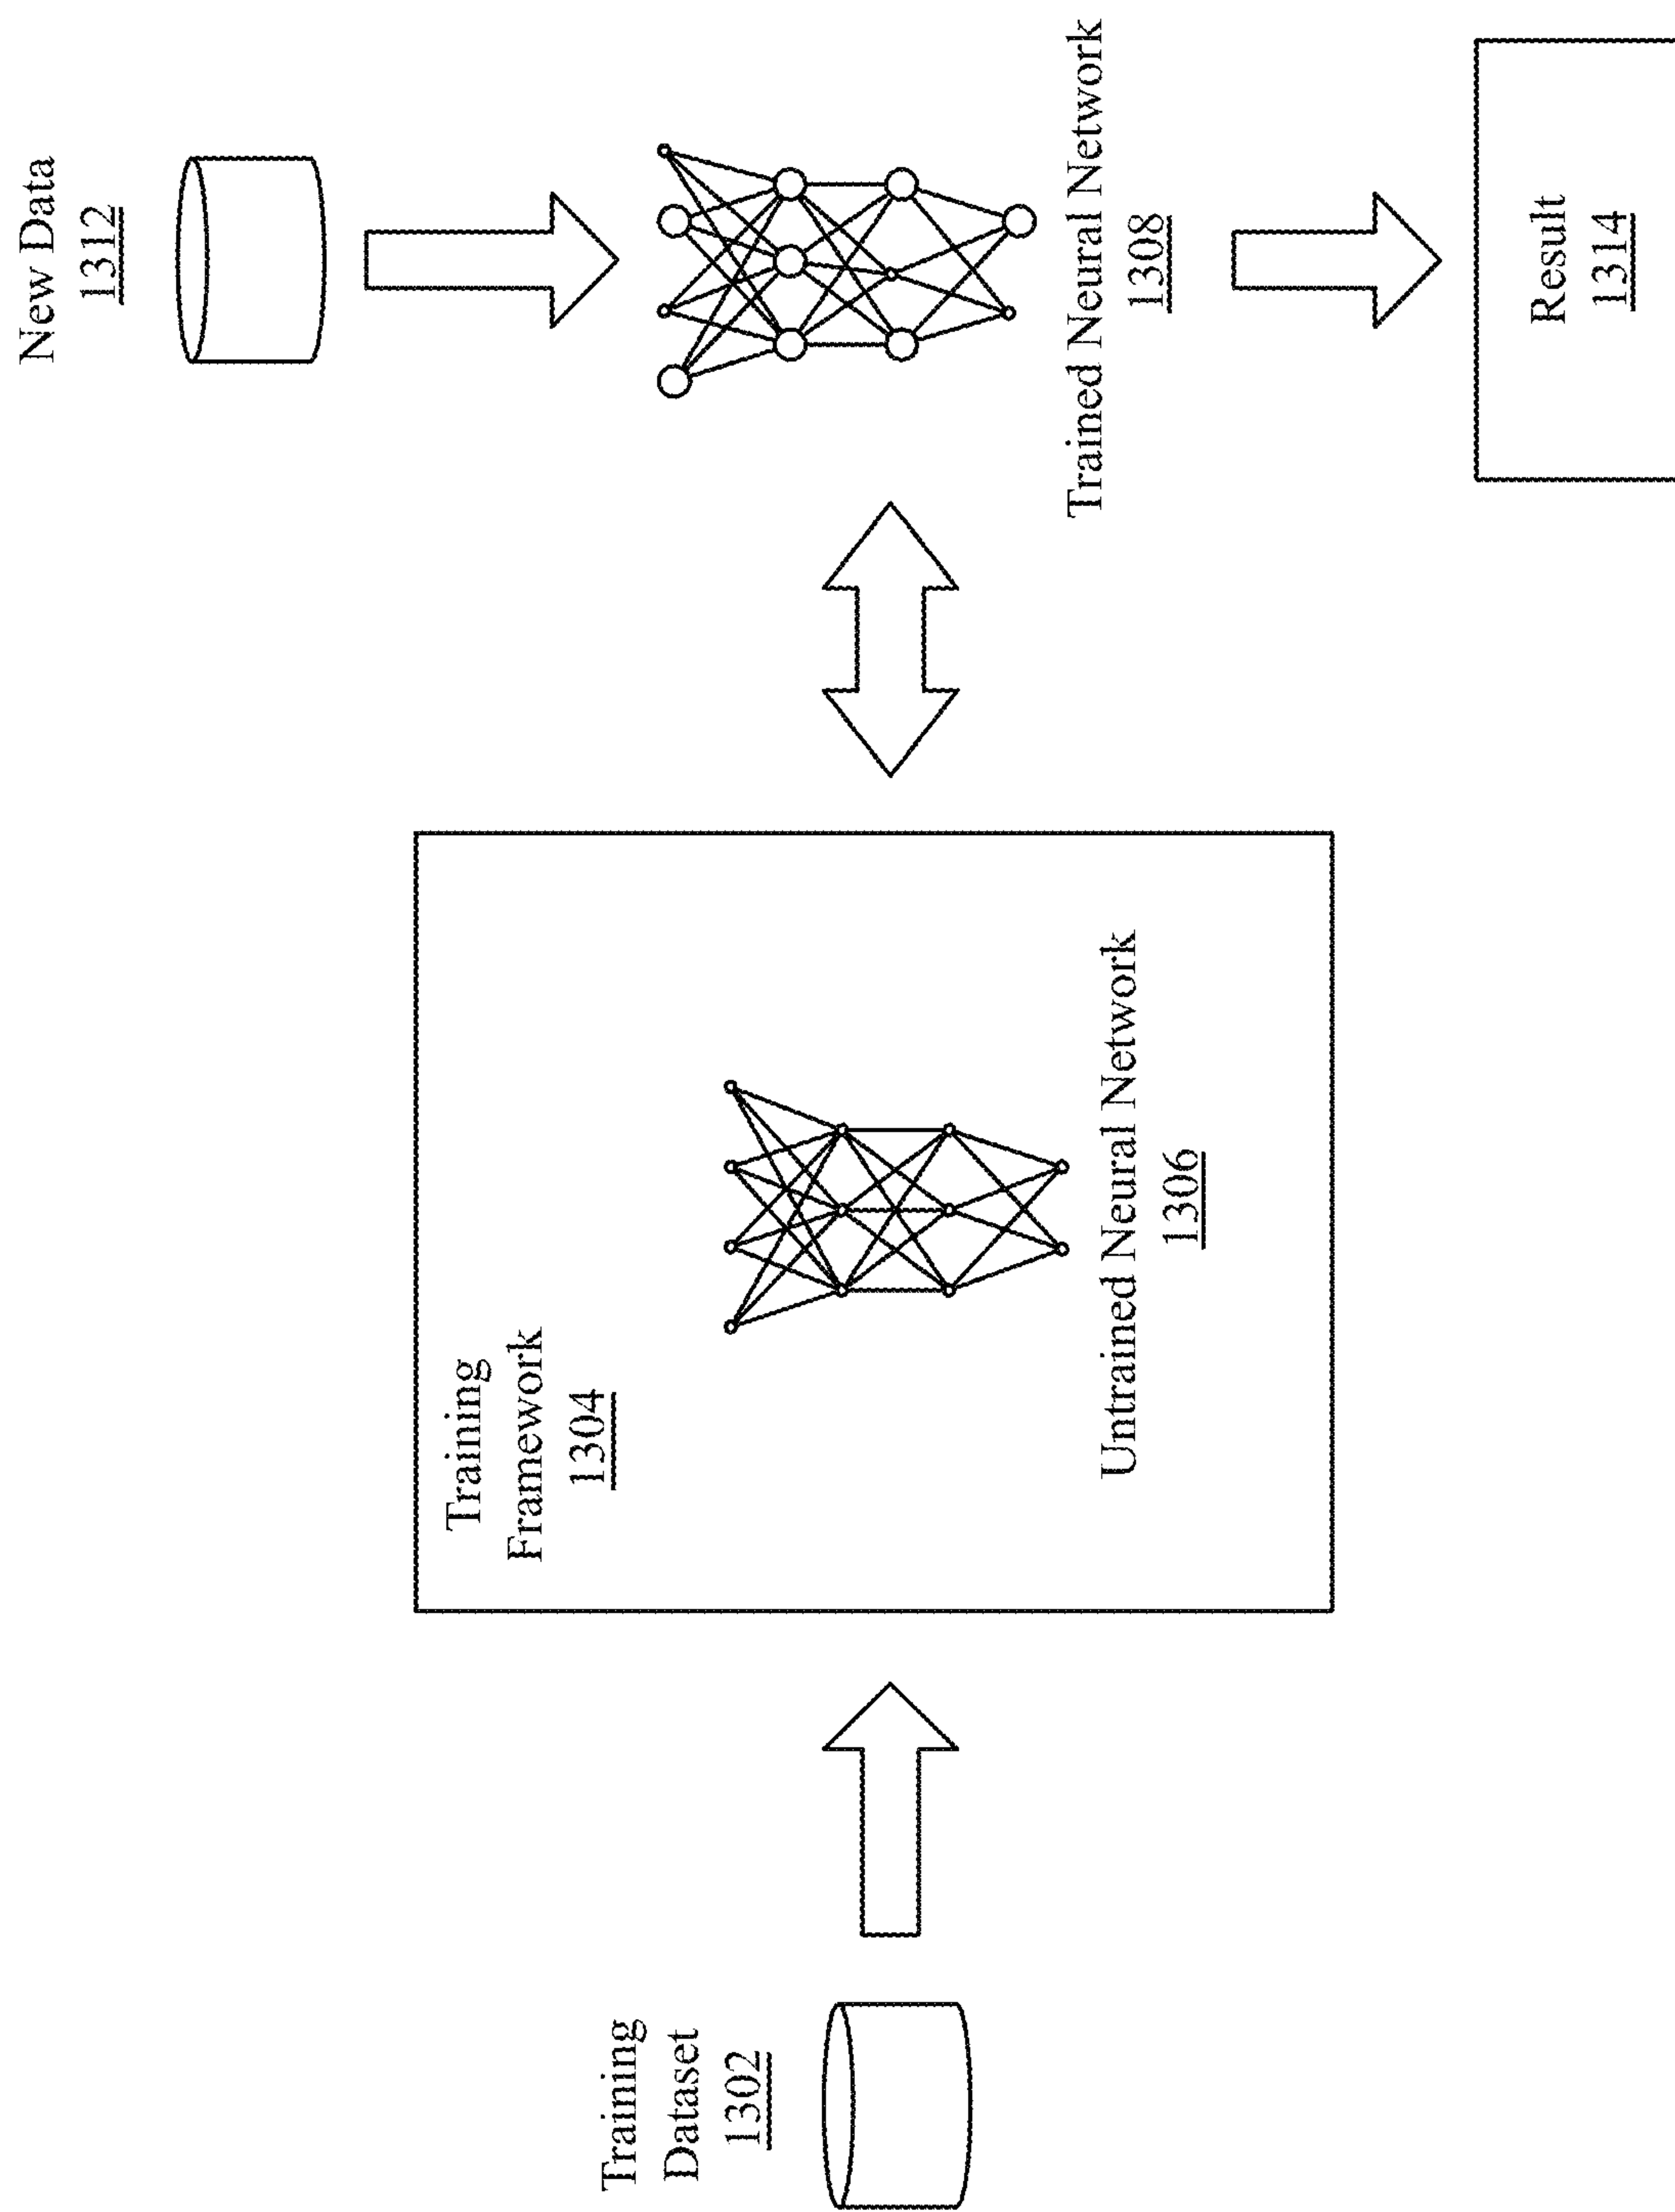 Training
Dataset
1302
Training
Framework
1304
Untrained Neural Network
1306
New Data
1312
Trained Neural Network
1308
Result
1314